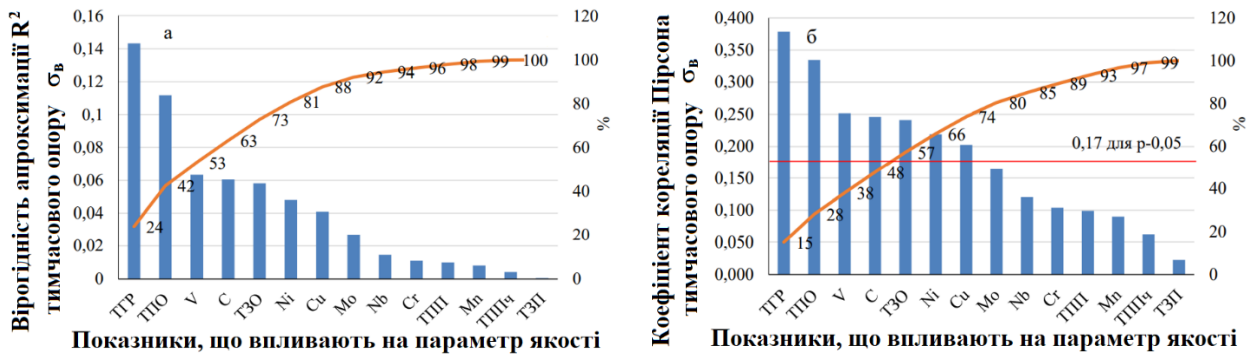 Вірогідність апроксимації R²
тимчасового опору σв
0,16
0,14
0,12
0,1
0,08
0,06
0,04
0,02
0
а
24
42
53
63
73
81
88
92
94
96
98
99
100
120
100
80
60
40
20
0
%
ТГР
ТПО
V
C
ТЗО
Ni
Cu
Mo
Nb
Cr
ТПП
Mn
ТППч
ТЗП
Показники, що впливають на параметр якості
Коефіцієнт кореляції Пірсона
тимчасового опору σв
0,400
0,350
0,300
0,250
0,200
0,150
0,100
0,050
0,000
б
15
28
38
48
57
66
74
80
85
89
93
97
99
0,17 для р-0,05
120
100
80
60
40
20
0
%
ТГР
ТПО
V
C
ТЗО
Ni
Cu
Mo
Nb
Cr
ТПП
Mn
ТППч
ТЗП
Показники, що впливають на параметр якості